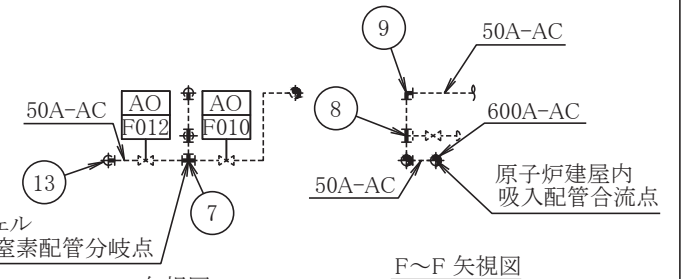 9
50A-AC
50A-AC
AO
F012
AO
F010
8
600A-AC
13
7
50A-AC
原子炉建屋内
吸入配管合流点
窒素配管分岐点
F～F 矢視図